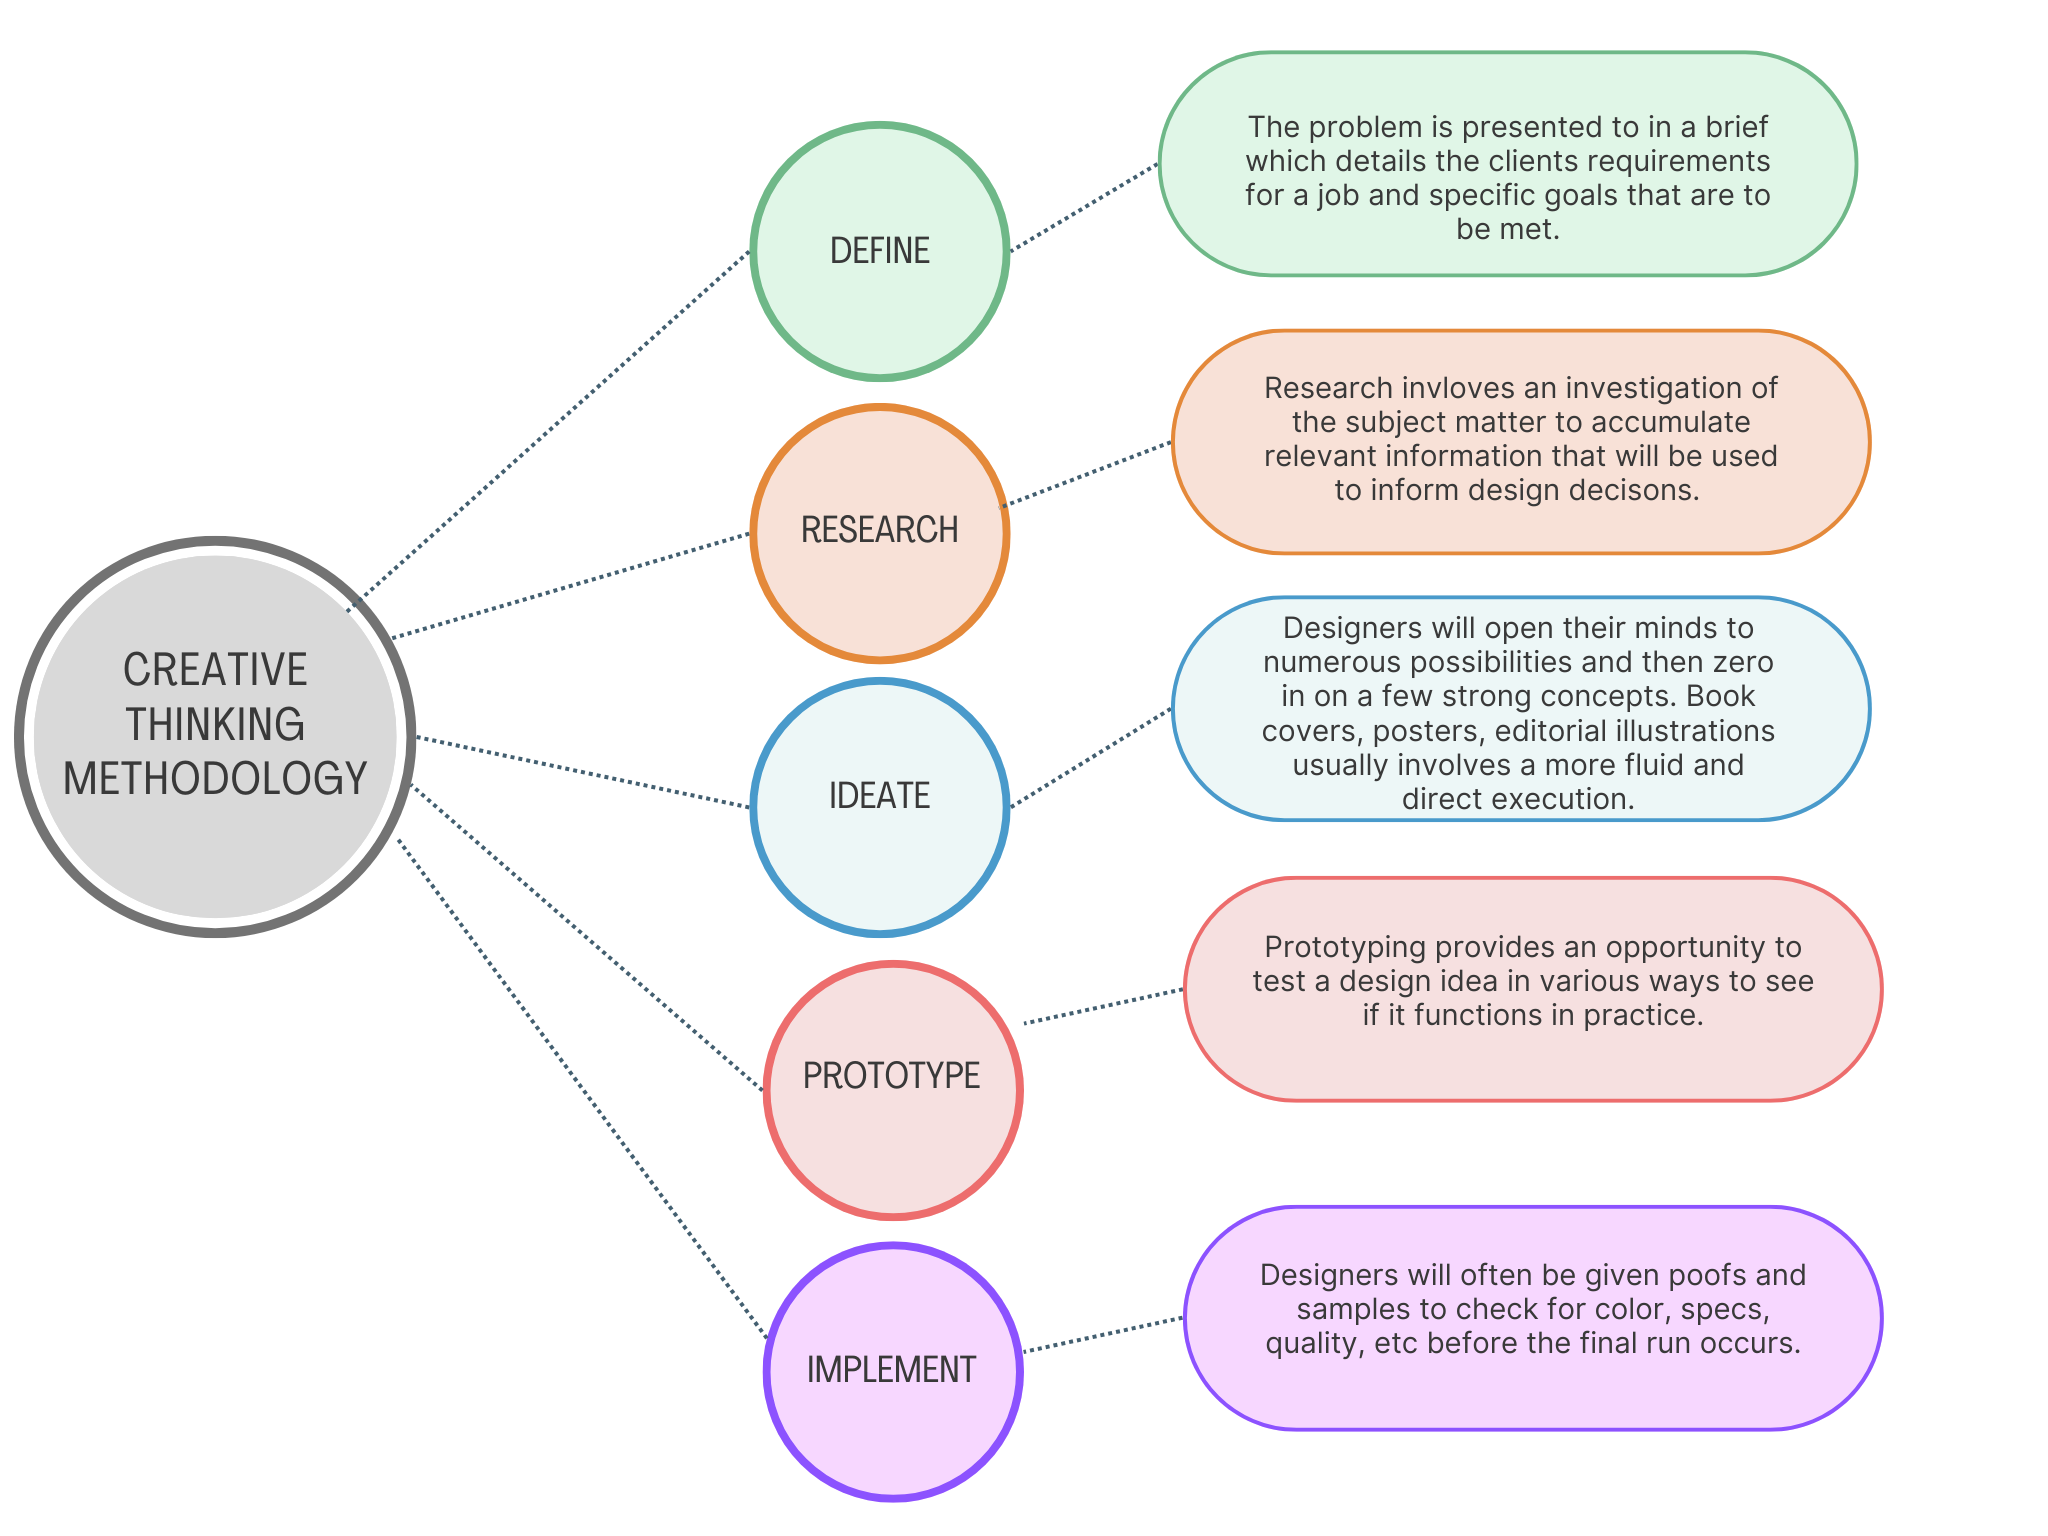 CREATIVE
THINKING
METHODOLOGY
DEFINE
The problem is presented to in a brief
which details the clients requirements
for a job and specific goals that are to
be met.
RESEARCH
Research invloves an investigation of
the subject matter to accumulate
relevant information that will be used
to inform design decisons.
IDEATE
Designers will open their minds to
numerous possibilities and then zero
in on a few strong concepts. Book
covers, posters, editorial illustrations
usually involves a more fluid and
direct execution.
PROTOTYPE
Prototyping provides an opportunity to
test a design idea in various ways to see
if it functions in practice.
IMPLEMENT
Designers will often be given poofs and
samples to check for color, specs,
quality, etc before the final run occurs.